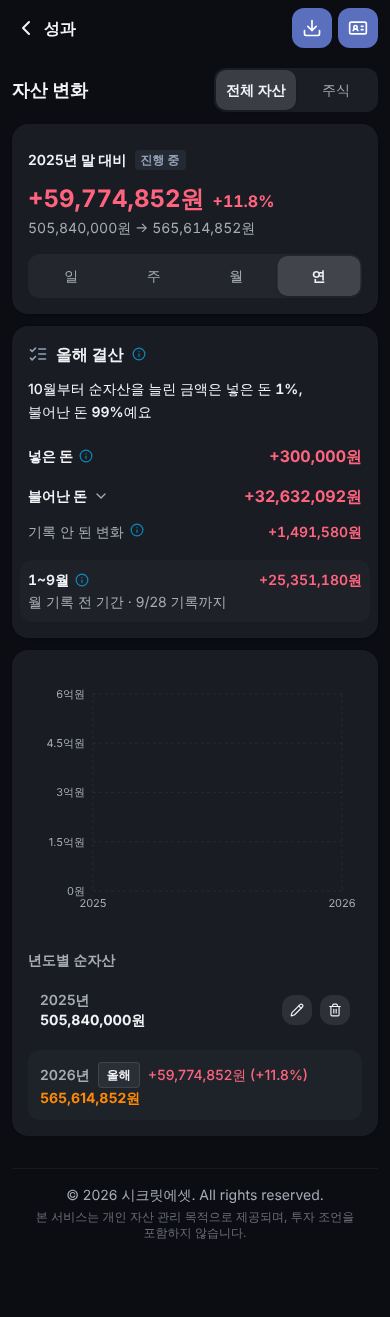 성과
자산 변화
전체 자산 주식
2025년 말 대비 진행 중
+59,774,852원 +11.8%
505,840,000원 → 565,614,852원
일 주 월 연
올해 결산
10월부터 순자산을 늘린 금액은 넣은 돈 1%,
불어난 돈 99%예요
넣은 돈 +300,000원
불어난 돈 +32,632,092원
기록 안 된 변화 +1,491,580원
1~9월 +25,351,180원
월 기록 전 기간 · 9/28 기록까지
6억원
4.5억원
3억원
1.5억원
0원
2025 2026
년도별 순자산
2025년
505,840,000원
2026년 올해 +59,774,852원 (+11.8%)
565,614,852원
© 2026 시크릿에셋. All rights reserved.
본 서비스는 개인 자산 관리 목적으로 제공되며, 투자 조언을
포함하지 않습니다.